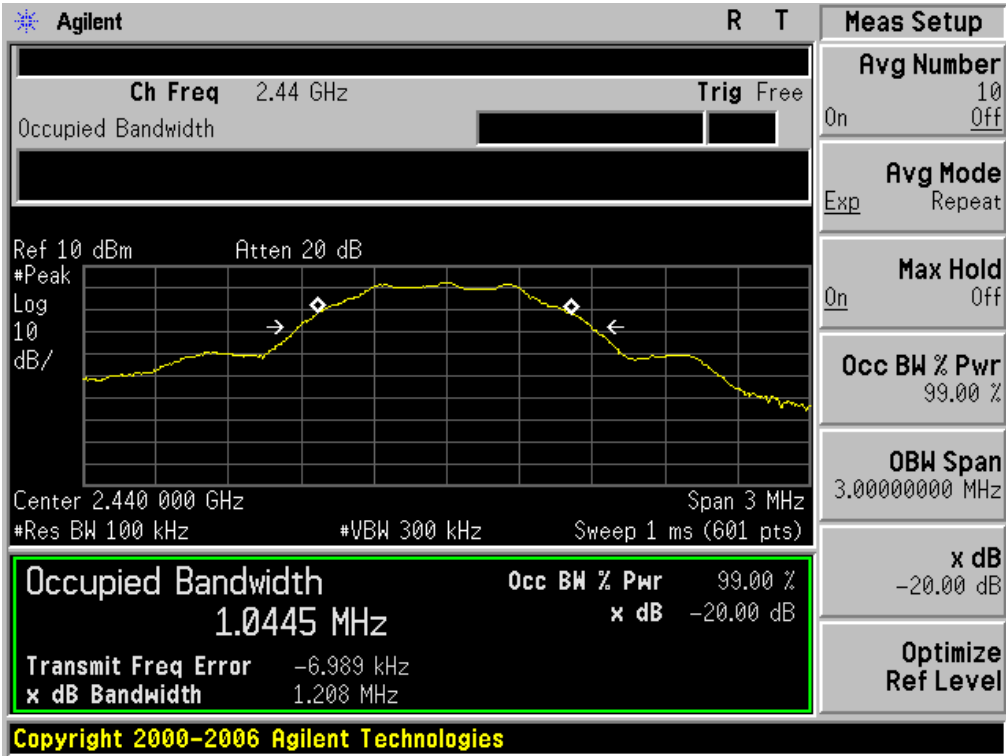 Agilent R T
Ch Freq 2.44 GHz Trig Free
Occupied Bandwidth
Ref 10 dBm Atten 20 dB
#Peak
Log
10
dB/
Center 2.440 000 GHz Span 3 MHz
#Res BW 100 kHz #VBW 300 kHz Sweep 1 ms (601 pts)
Occupied Bandwidth Occ BW % Pwr 99.00 %
1.0445 MHz x dB -20.00 dB
Transmit Freq Error -6.989 kHz
x dB Bandwidth 1.208 MHz
Copyright 2000-2006 Agilent Technologies
Meas Setup
Avg Number
10
On Off
Avg Mode
Exp Repeat
Max Hold
On Off
Occ BW % Pwr
99.00 %
OBW Span
3.00000000 MHz
x dB
-20.00 dB
Optimize
Ref Level